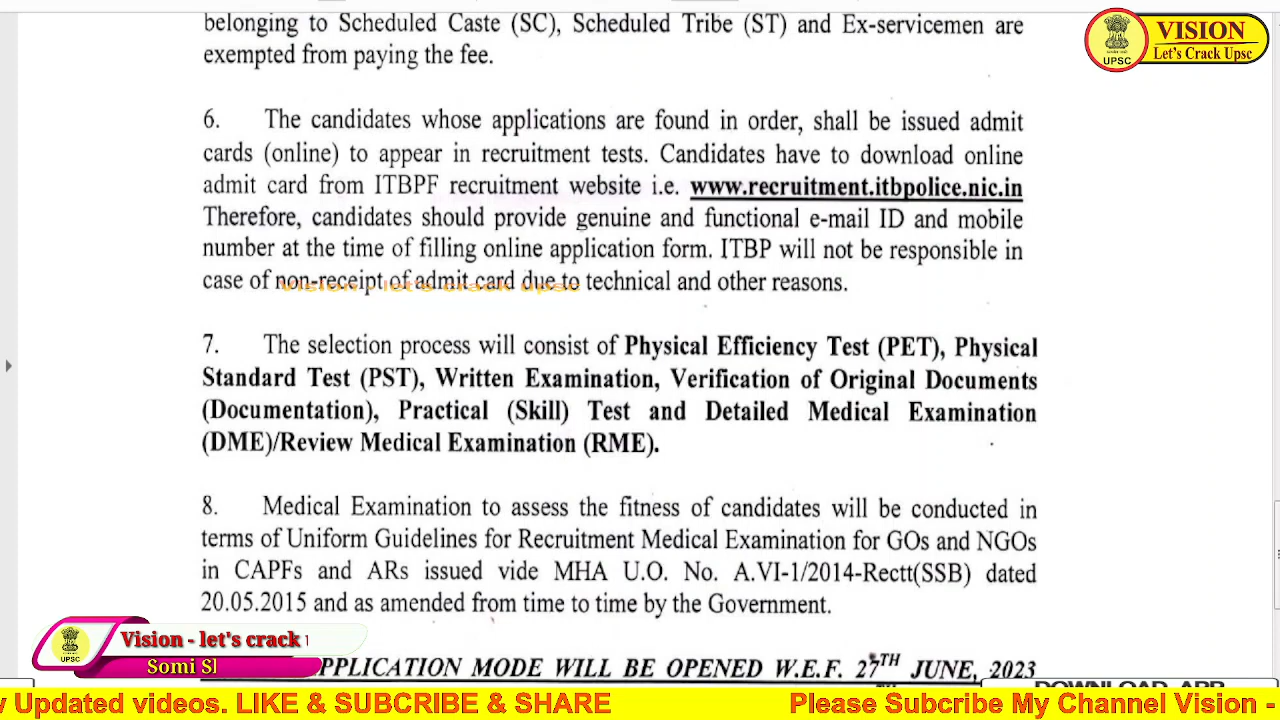 belonging to Scheduled Caste (SC), Scheduled Tribe (ST) and Ex-servicemen are
exempted from paying the fee.
UPSC
VISION
Let's Crack Upsc
6. The candidates whose applications are found in order, shall be issued admit
cards (online) to appear in recruitment tests. Candidates have to download online
admit card from ITBPF recruitment website i.e. www.recruitment.itbpolice.nic.in
Therefore, candidates should provide genuine and functional e-mail ID and mobile
number at the time of filling online application form. ITBP will not be responsible in
case of non-receipt of admit card due to technical and other reasons.
Vision - let's crack upsc
7. The selection process will consist of Physical Efficiency Test (PET), Physical
Standard Test (PST), Written Examination, Verification of Original Documents
(Documentation), Practical (Skill) Test and Detailed Medical Examination
(DME)/Review Medical Examination (RME).
8. Medical Examination to assess the fitness of candidates will be conducted in
terms of Uniform Guidelines for Recruitment Medical Examination for GOs and NGOs
in CAPFs and ARs issued vide MHA U.O. No. A.VI-1/2014-Rectt(SSB) dated
20.05.2015 and as amended from time to time by the Government.
UPSC
Vision - let's crack
Somi Sl
PPLICATION MODE WILL BE OPENED W.E.F. 27TH JUNE, 2023
DOWNLOAD APP
Updated videos. LIKE & SUBCRIBE & SHARE
Please Subcribe My Channel Vision -